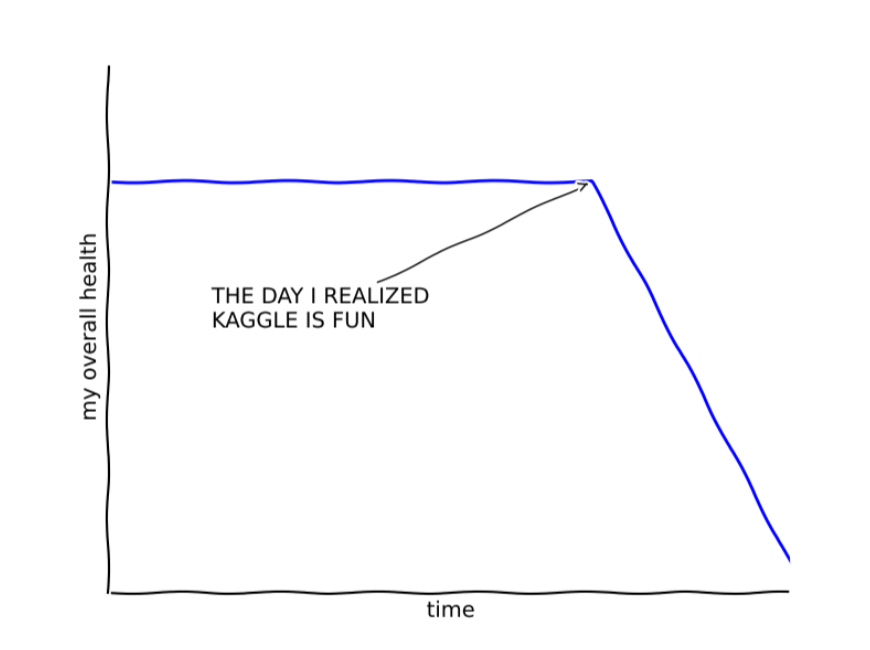 my overall health
THE DAY I REALIZED
KAGGLE IS FUN
time